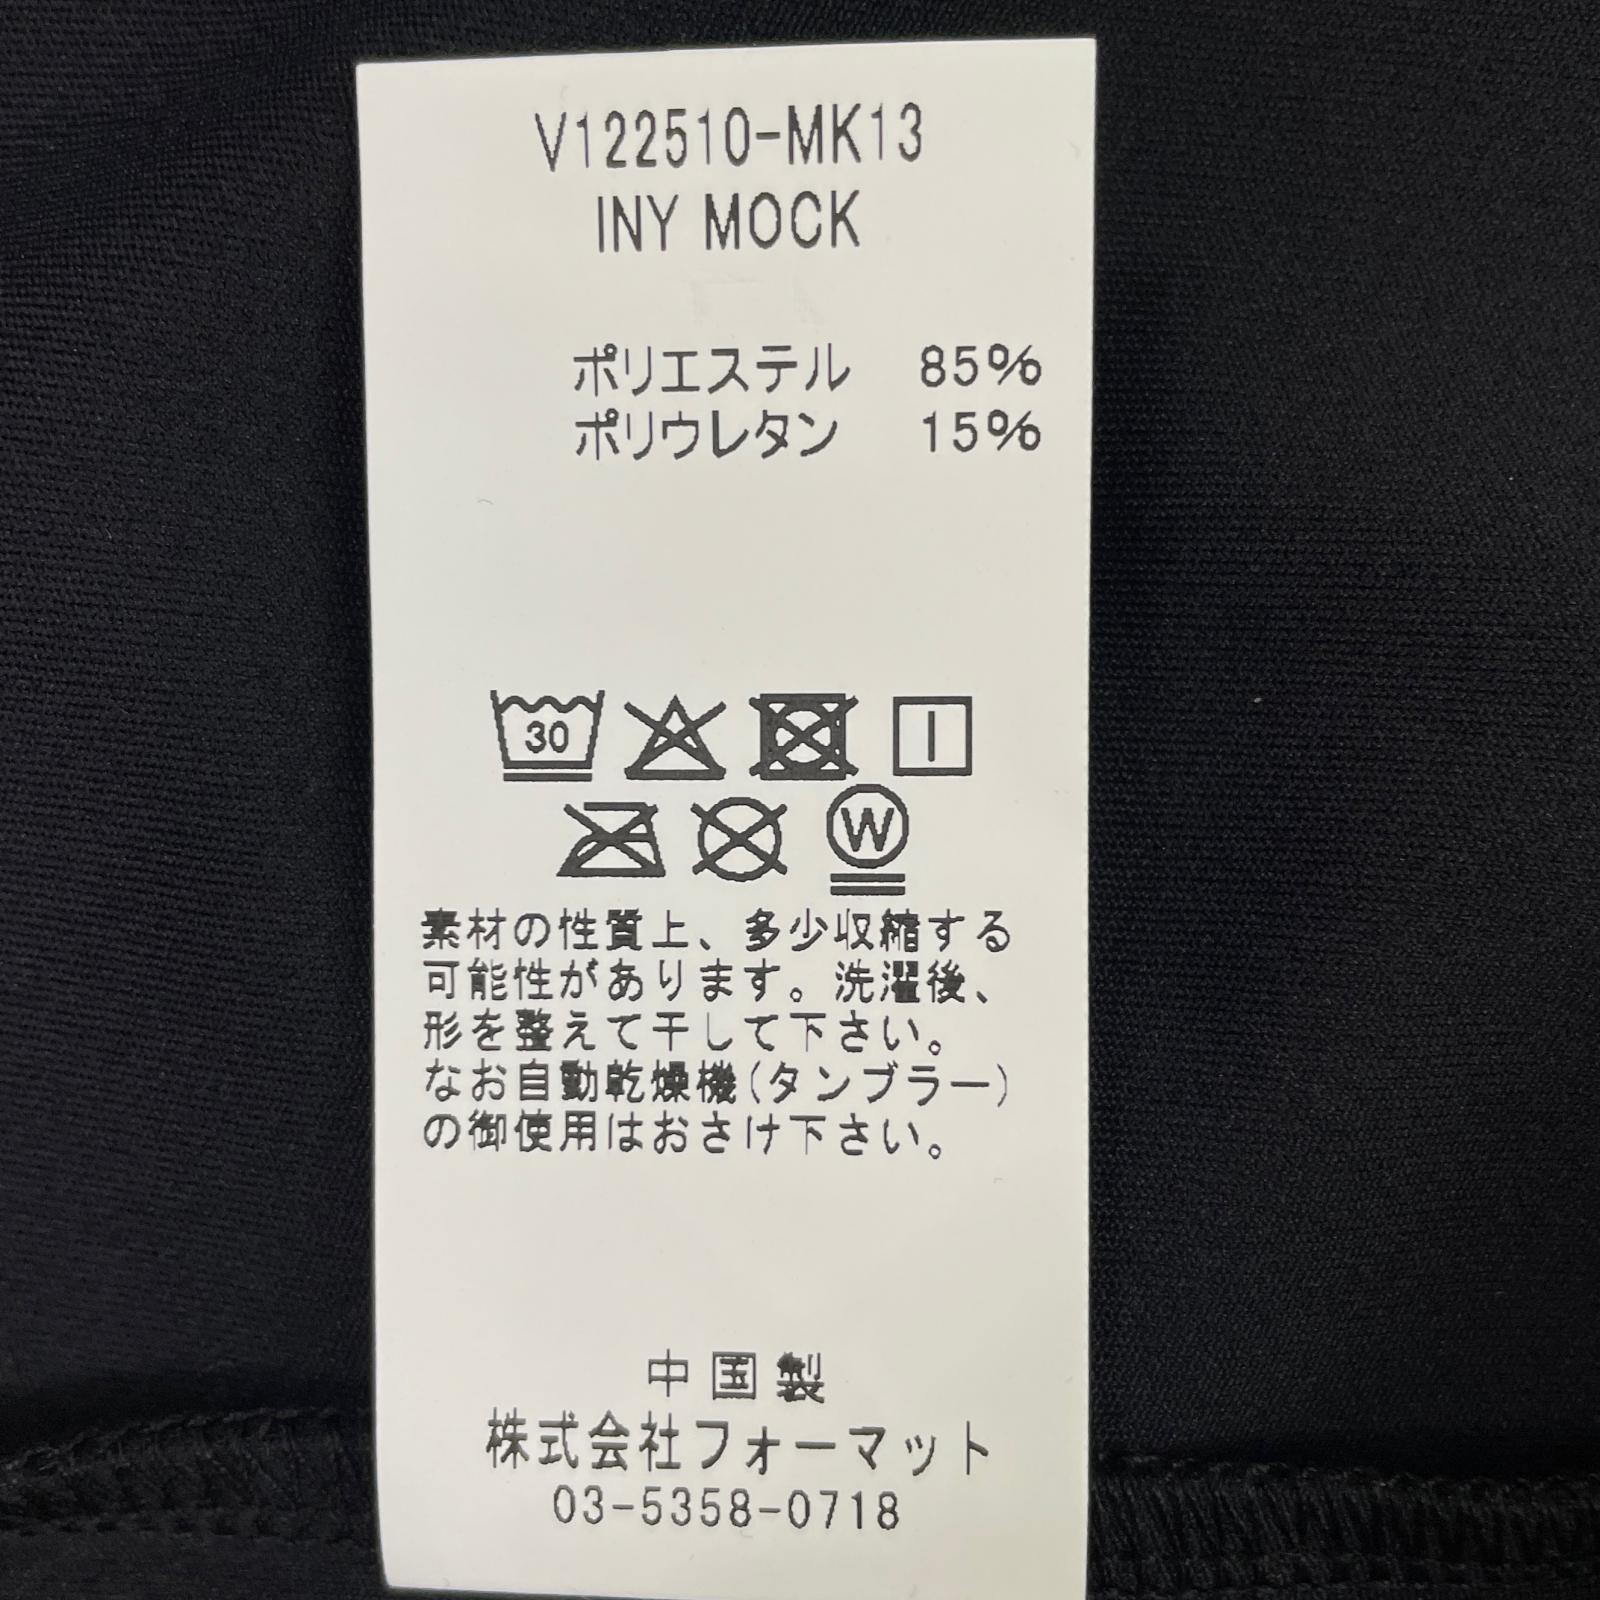 V122510-MK13
INY MOCK
ポリエステル 85%
ポリウレタン 15%
30
W
素材の性質上、多少収縮する
可能性があります。洗濯後、
形を整えて干して下さい。
なお自動乾燥機(タンブラー)
の御使用はおさけ下さい。
中国製
株式会社フォーマット
03-5358-0718